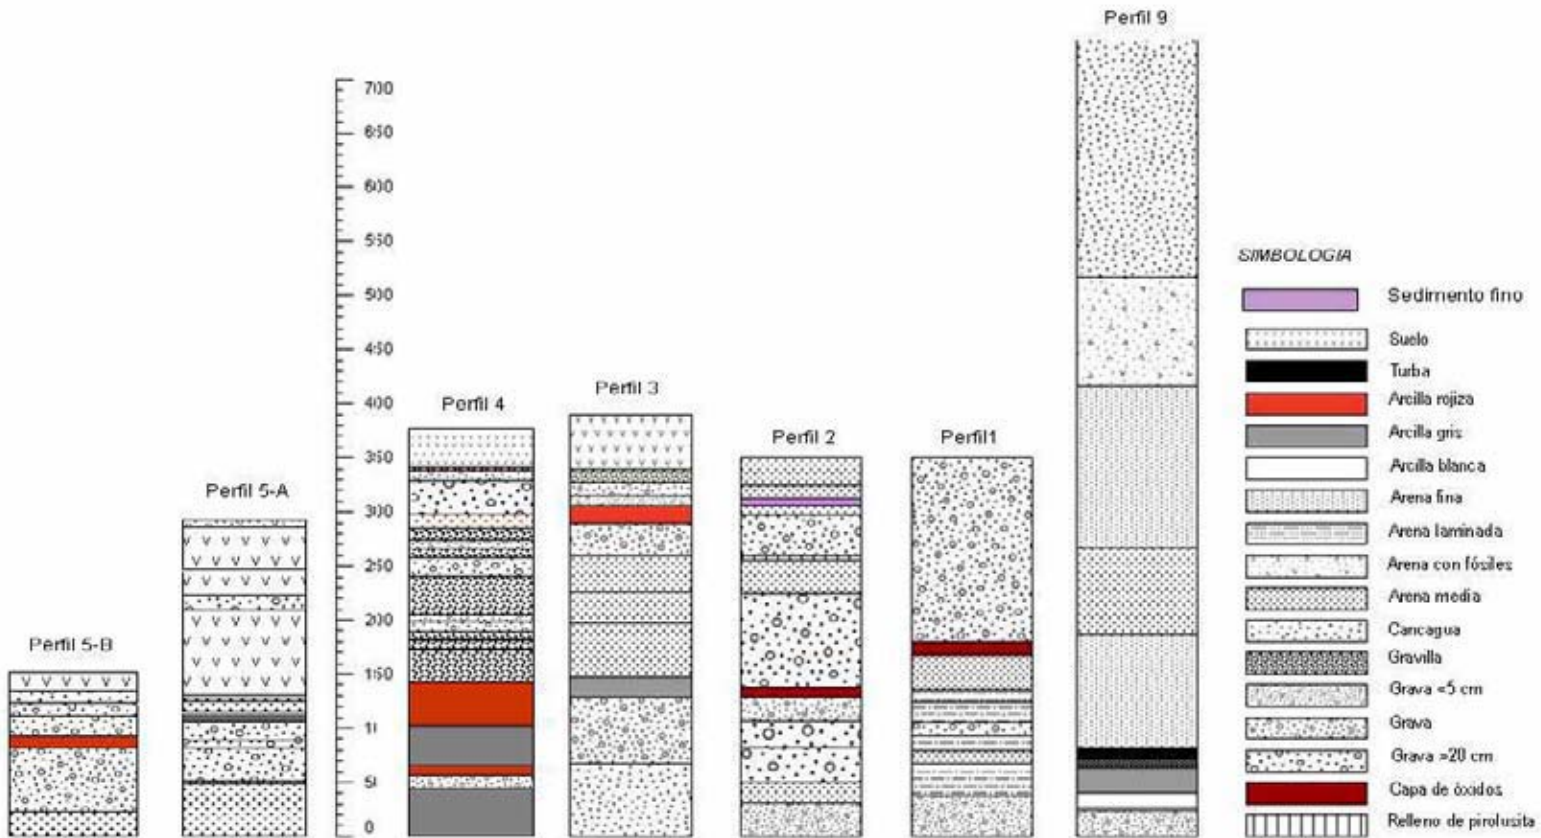 Perfil 9
700
650
600
550
500
450
400
350
300
250
200
150
10
50
0
Perfil 5-B
Perfil 5-A
Perfil 4
Perfil 3
Perfil 2
Perfil1
SIMBOLOGIA
Sedimento fino
Suelo
Turba
Arcilla rojiza
Arcilla gris
Arcilla blanca
Arena fina
Arena laminada
Arena con fósiles
Arena media
Cancagua
Gravilla
Grava <5 cm
Grava
Grava >20 cm
Capa de óxidos
Relleno de pirolusita